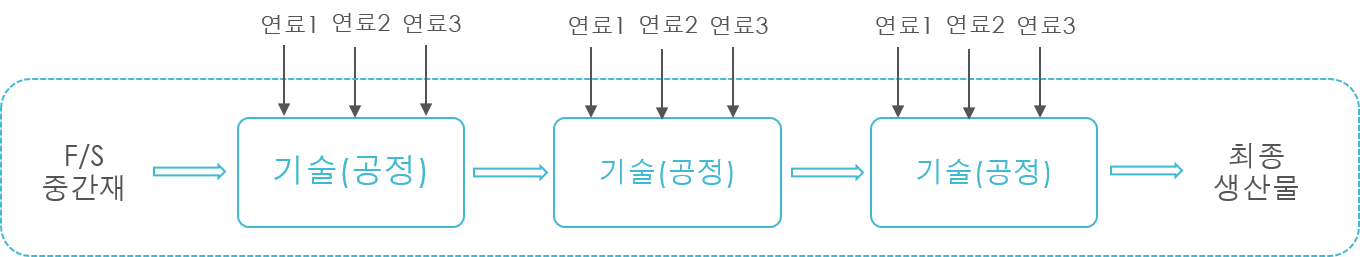 연료1 연료2 연료3 연료1 연료2 연료3 연료1 연료2 연료3
F/S
중간재
기술(공정)
기술(공정)
기술(공정)
최종
생산물